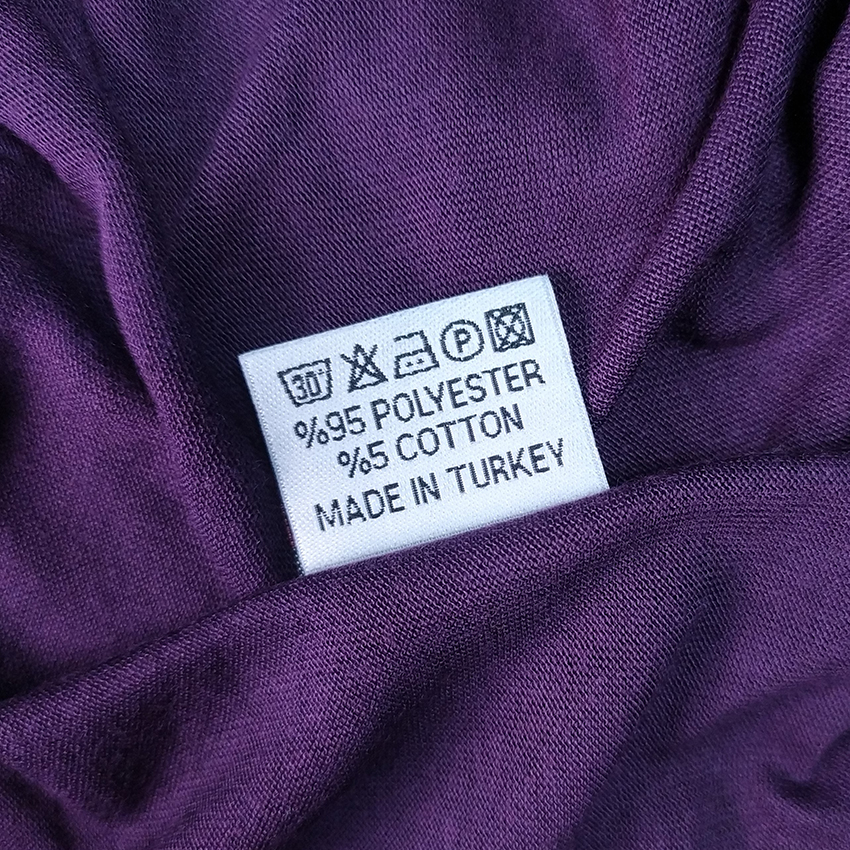 30° P
%95 POLYESTER
%5 COTTON
MADE IN TURKEY